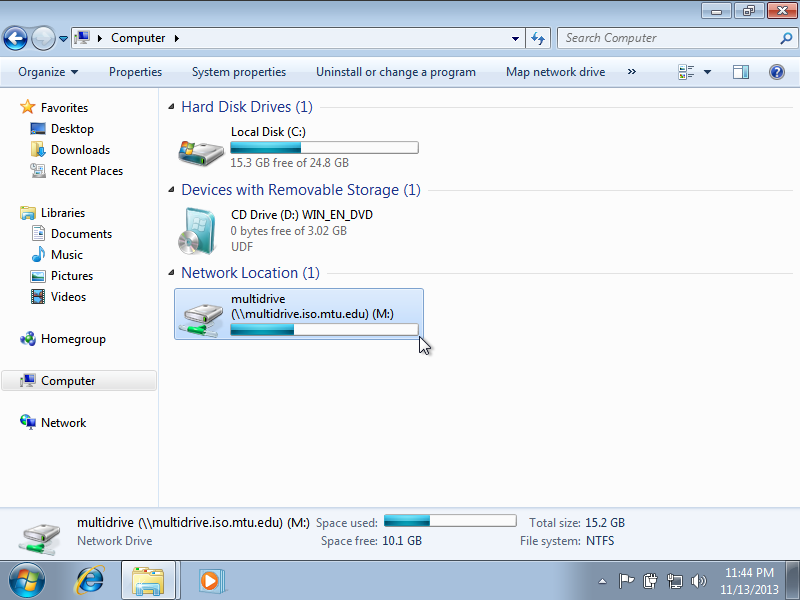 Computer
Search Computer
Organize Properties System properties Uninstall or change a program Map network drive »
Favorites
Desktop
Downloads
Recent Places
Libraries
Documents
Music
Pictures
Videos
Homegroup
Computer
Network
Hard Disk Drives (1)
Local Disk (C:)
15.3 GB free of 24.8 GB
Devices with Removable Storage (1)
CD Drive (D:) WIN_EN_DVD
0 bytes free of 3.02 GB
UDF
Network Location (1)
multidrive
(\\multidrive.iso.mtu.edu) (M:)
multidrive (\\multidrive.iso.mtu.edu) (M:) Space used: Total size: 15.2 GB
Network Drive Space free: 10.1 GB File system: NTFS
11:44 PM
11/13/2013